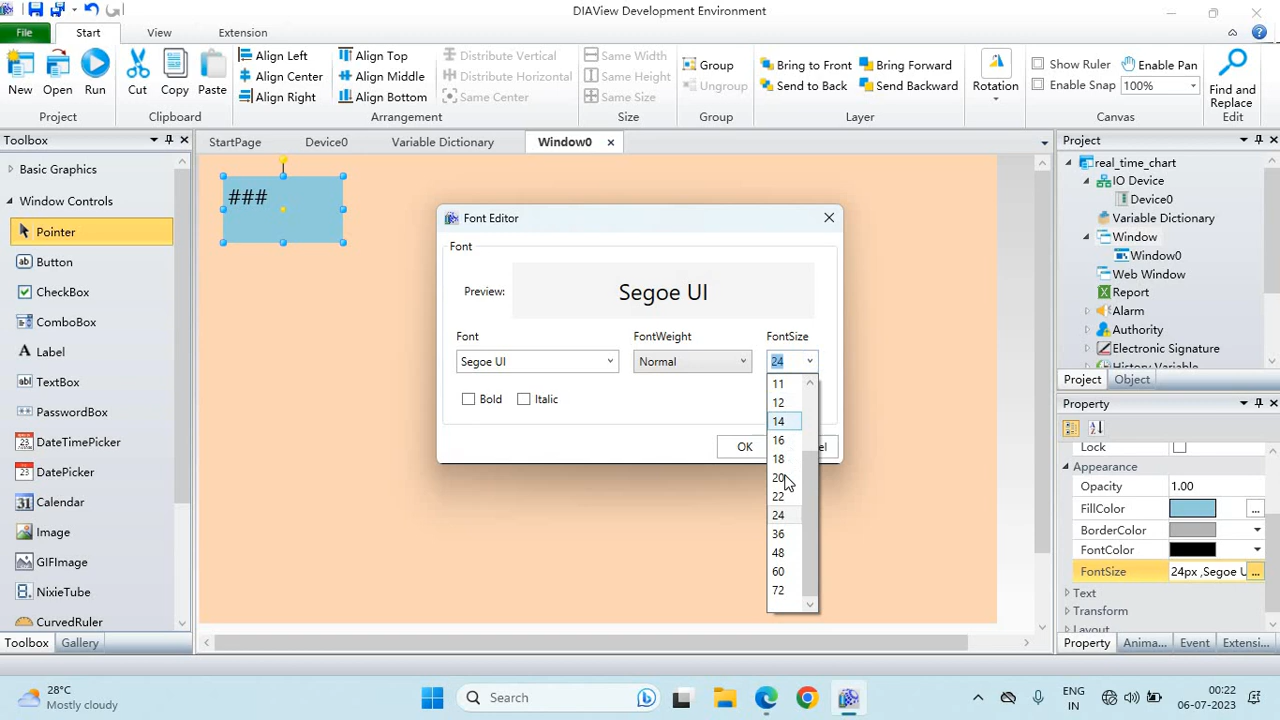 DIAView Development Environment
File
Start
View
Extension
New
Open
Run
Project
Cut
Copy
Paste
Clipboard
Align Left
Align Center
Align Right
Align Top
Align Middle
Align Bottom
Arrangement
Distribute Vertical
Distribute Horizontal
Same Center
Same Width
Same Height
Same Size
Size
Group
Ungroup
Group
Bring to Front
Send to Back
Bring Forward
Send Backward
Layer
Rotation
Show Ruler
Enable Snap
Enable Pan
100%
Canvas
Find and
Replace
Edit
Toolbox
Basic Graphics
Window Controls
Pointer
Button
CheckBox
ComboBox
Label
TextBox
PasswordBox
DateTimePicker
DatePicker
Calendar
Image
GIFImage
NixieTube
CurvedRuler
Toolbox
Gallery
StartPage
Device0
Variable Dictionary
Window0
###
Font Editor
Font
Preview:
Segoe UI
Font
FontWeight
FontSize
Segoe UI
Normal
24
Bold
Italic
OK
el
11
12
14
16
18
20
22
24
36
48
60
72
Project
real_time_chart
IO Device
Device0
Variable Dictionary
Window
Window0
Web Window
Report
Alarm
Authority
Electronic Signature
History Variable
Project
Object
Property
Lock
Appearance
Opacity
1.00
FillColor
BorderColor
FontColor
FontSize
24px ,Segoe U
Text
Transform
Layout
Property
Anima...
Event
Extensi...
28°C
Mostly cloudy
Search
ENG
IN
00:22
06-07-2023